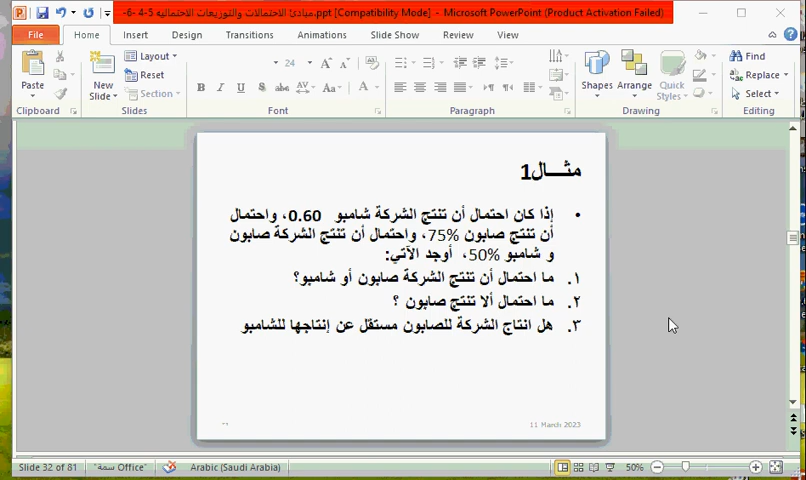 -6- 4-5 مبادئ الاحتمالات والتوزيعات الاحتماليه.ppt [Compatibility Mode] - Microsoft PowerPoint (Product Activation Failed)
File Home Insert Design Transitions Animations Slide Show Review View
Paste
Clipboard
New Slide
Layout
Reset
Section
Slides
24
Font
Paragraph
Shapes
Arrange
Quick Styles
Drawing
Find
Replace
Select
Editing
مثـــال1
• إذا كان احتمال أن تنتج الشركة شامبو 0.60، واحتمال
أن تنتج صابون 75%، واحتمال أن تنتج الشركة صابون
و شامبو 50%، أوجد الآتي:
١. ما احتمال أن تنتج الشركة صابون أو شامبو؟
٢. ما احتمال ألا تنتج صابون ؟
٣. هل انتاج الشركة للصابون مستقل عن إنتاجها للشامبو
11 March 2023
Slide 32 of 81
"سمة Office"
Arabic (Saudi Arabia)
50%